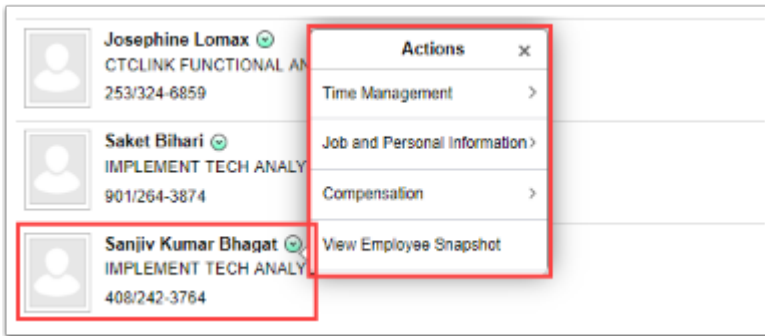 Josephine Lomax
CTCLINK FUNCTIONAL AN
253/324-6859
Saket Bihari
IMPLEMENT TECH ANALY
901/264-3874
Sanjiv Kumar Bhagat
IMPLEMENT TECH ANALY
408/242-3764
Actions ×
Time Management >
Job and Personal Information >
Compensation >
View Employee Snapshot